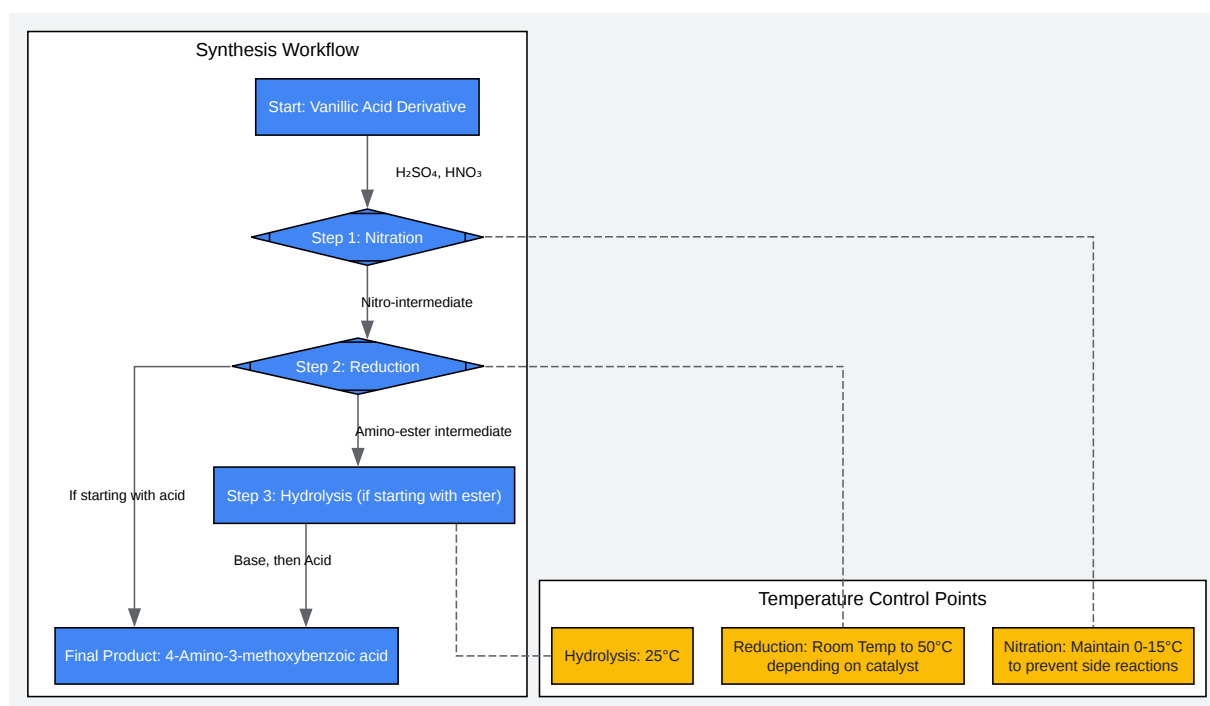 Synthesis Workflow
Start: Vanillic Acid Derivative
H₂SO₄, HNO₃
Step 1: Nitration
Nitro-intermediate
Step 2: Reduction
Amino-ester intermediate
If starting with acid
Step 3: Hydrolysis (if starting with ester)
Base, then Acid
Final Product: 4-Amino-3-methoxybenzoic acid
Temperature Control Points
Hydrolysis: 25°C
Reduction: Room Temp to 50°C
depending on catalyst
Nitration: Maintain 0-15°C
to prevent side reactions